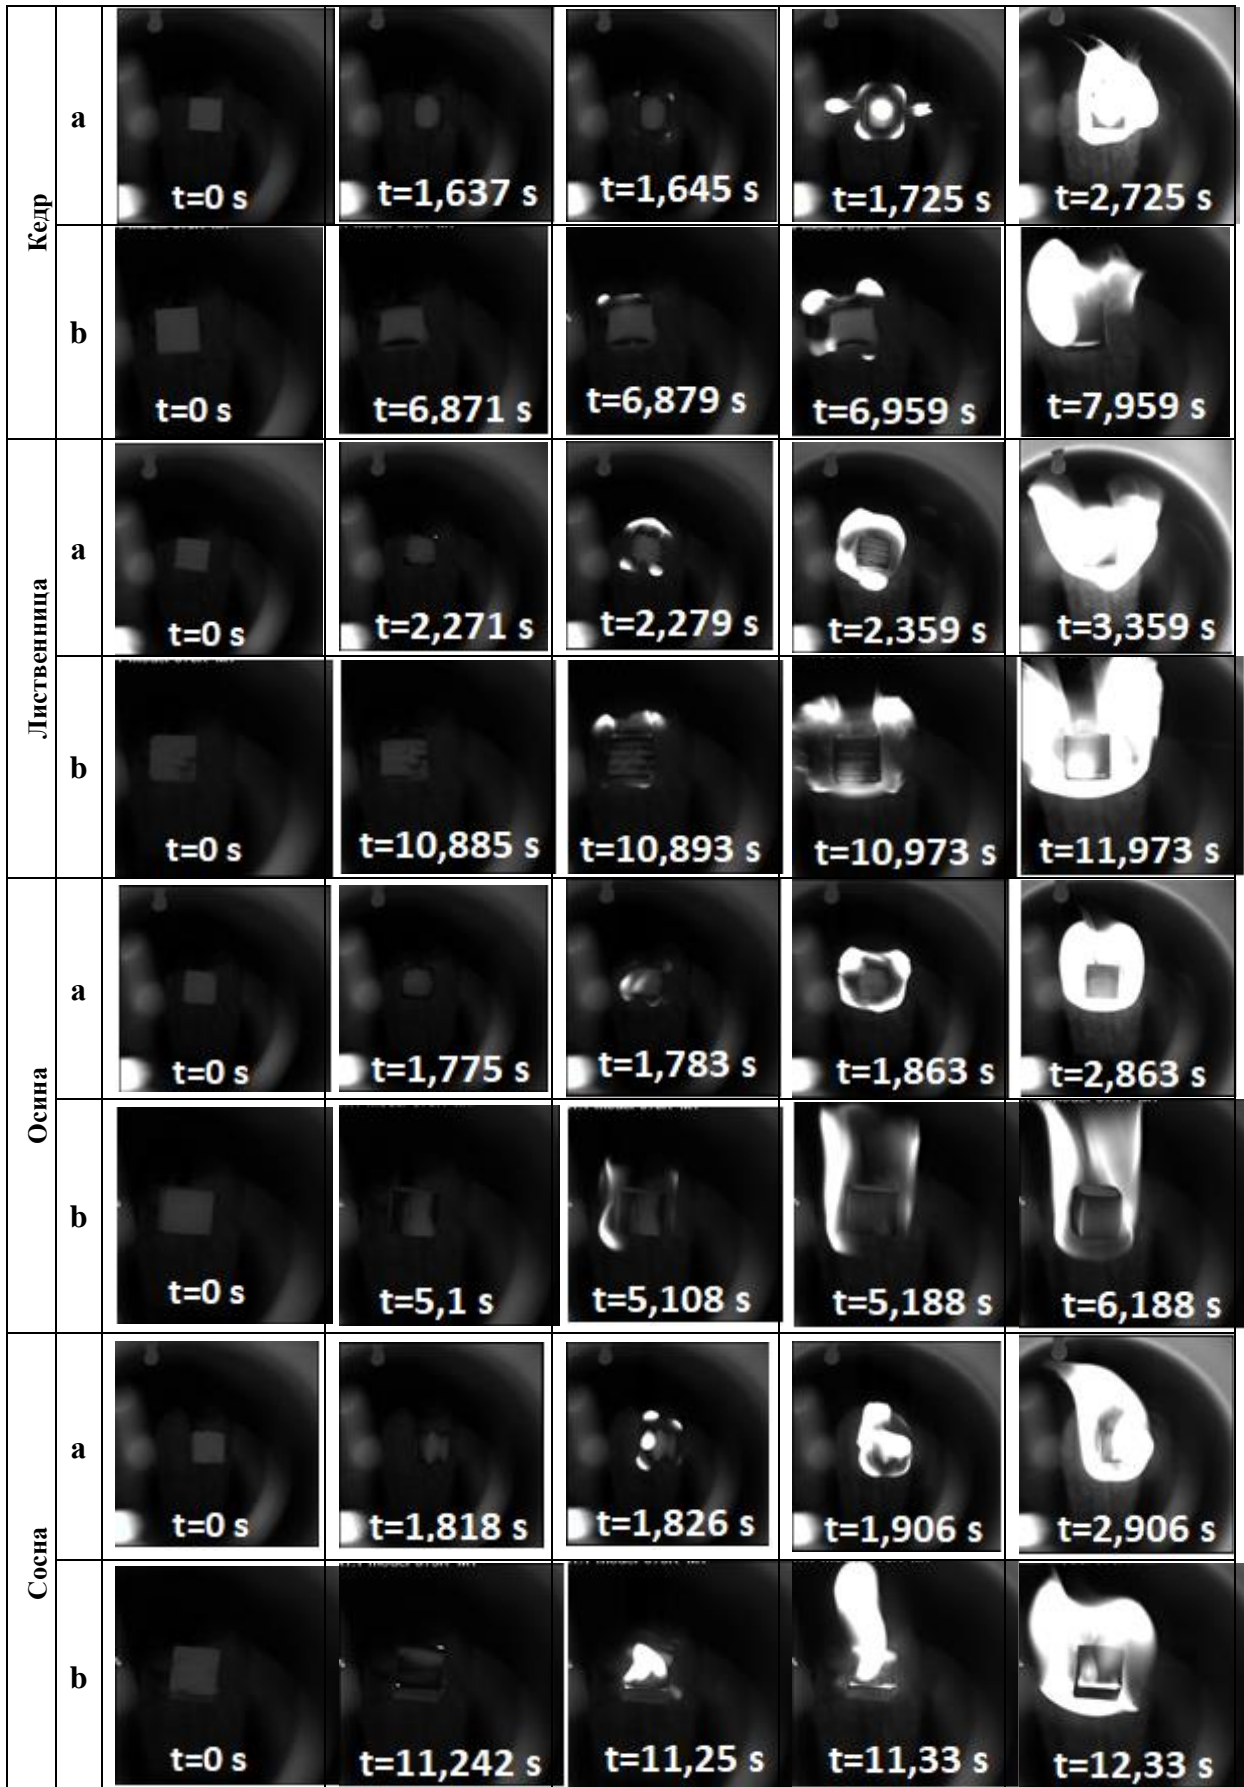 Кедр
a
t=0 s
t=1,637 s
t=1,645 s
t=1,725 s
t=2,725 s
b
t=0 s
t=6,871 s
t=6,879 s
t=6,959 s
t=7,959 s
Лиственница
a
t=0 s
t=2,271 s
t=2,279 s
t=2,359 s
t=3,359 s
b
t=0 s
t=10,885 s
t=10,893 s
t=10,973 s
t=11,973 s
Осина
a
t=0 s
t=1,775 s
t=1,783 s
t=1,863 s
t=2,863 s
b
t=0 s
t=5,1 s
t=5,108 s
t=5,188 s
t=6,188 s
Сосна
a
t=0 s
t=1,818 s
t=1,826 s
t=1,906 s
t=2,906 s
b
t=0 s
t=11,242 s
t=11,25 s
t=11,33 s
t=12,33 s